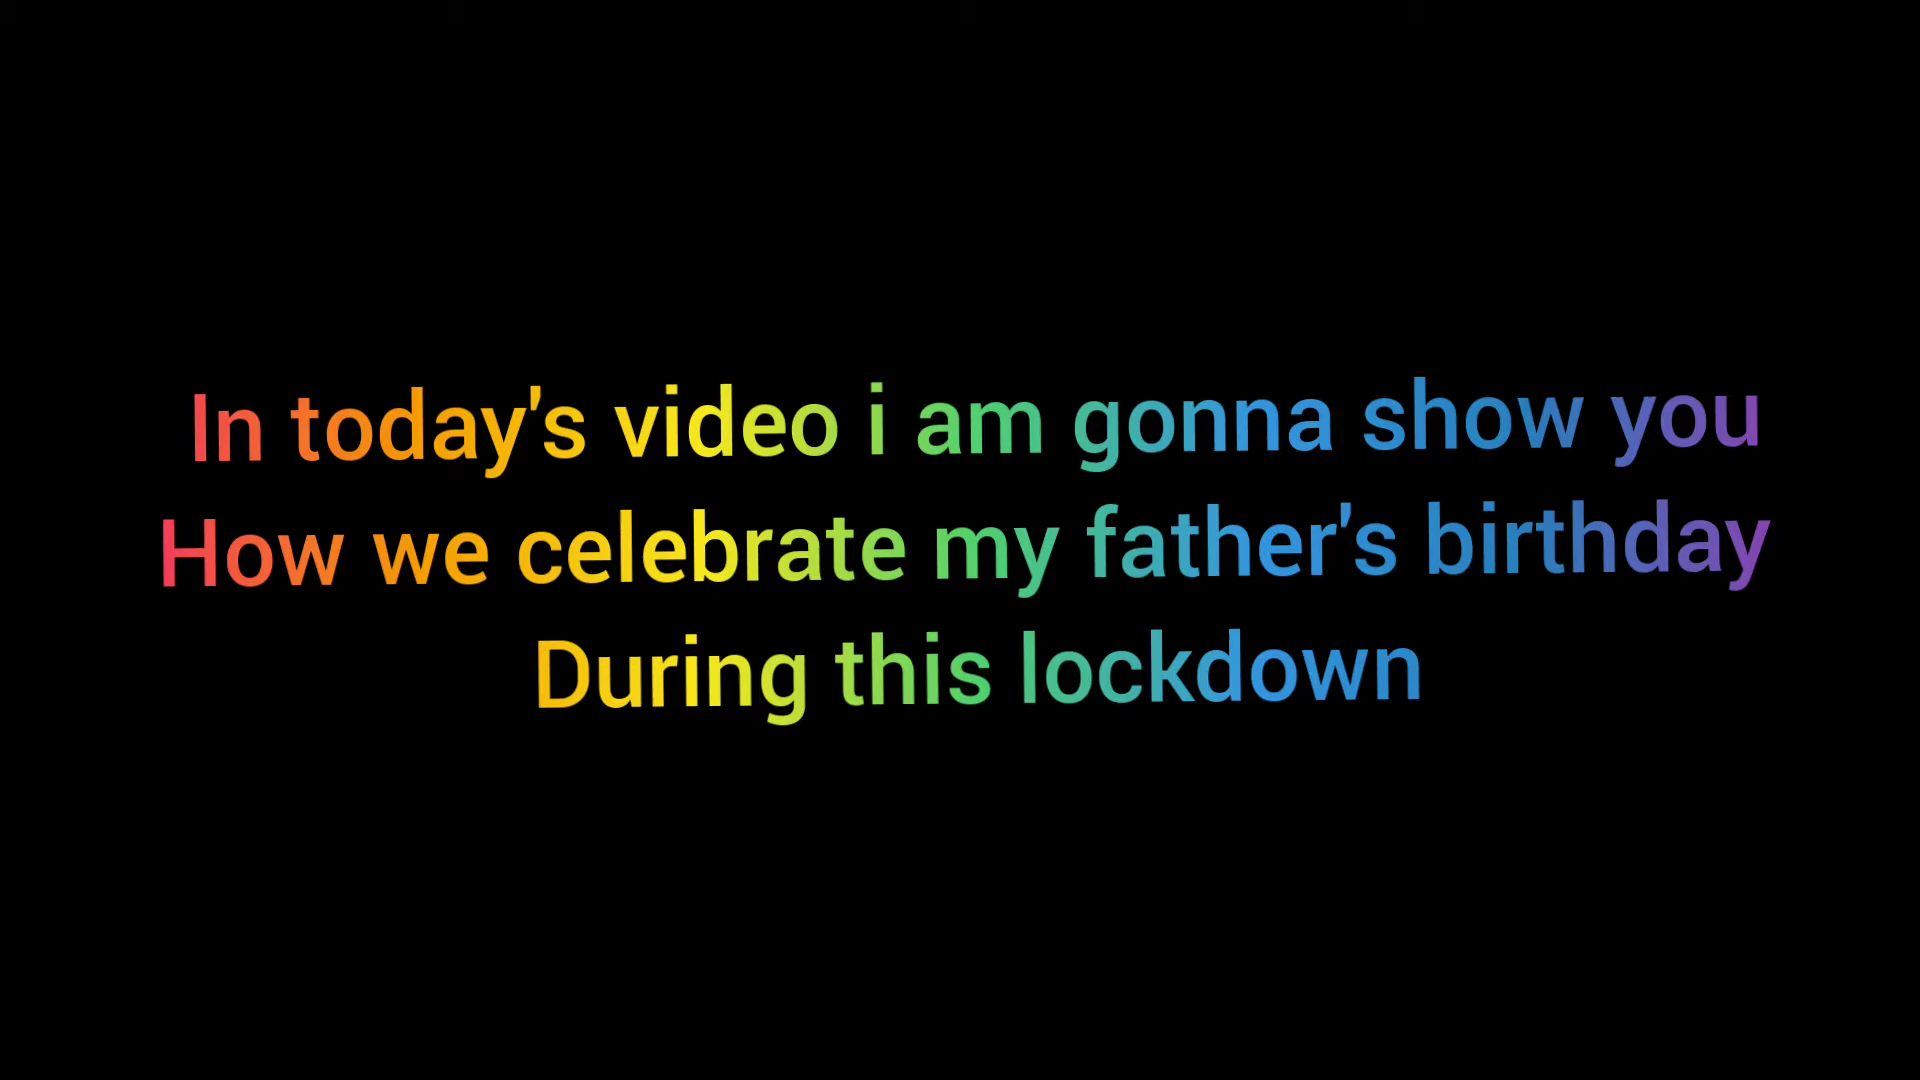 In today's video i am gonna show you
How we celebrate my father's birthday
During this lockdown